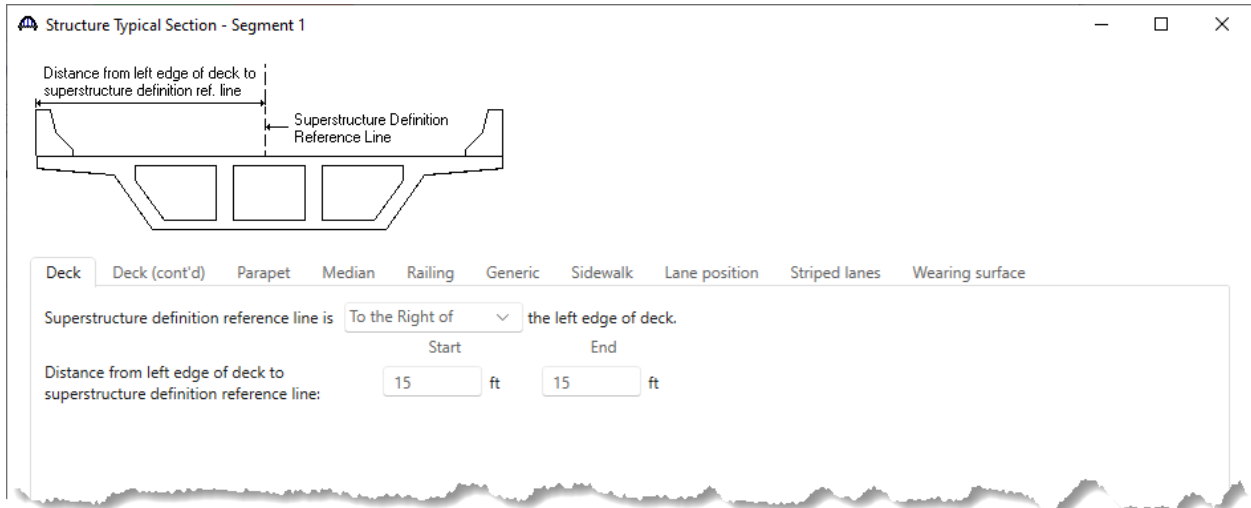 Structure Typical Section - Segment 1
Distance from left edge of deck to
superstructure definition ref. line
Superstructure Definition
Reference Line
Deck Deck (cont'd) Parapet Median Railing Generic Sidewalk Lane position Striped lanes Wearing surface
Superstructure definition reference line is To the Right of the left edge of deck.
Start End
Distance from left edge of deck to
superstructure definition reference line:
15 ft 15 ft